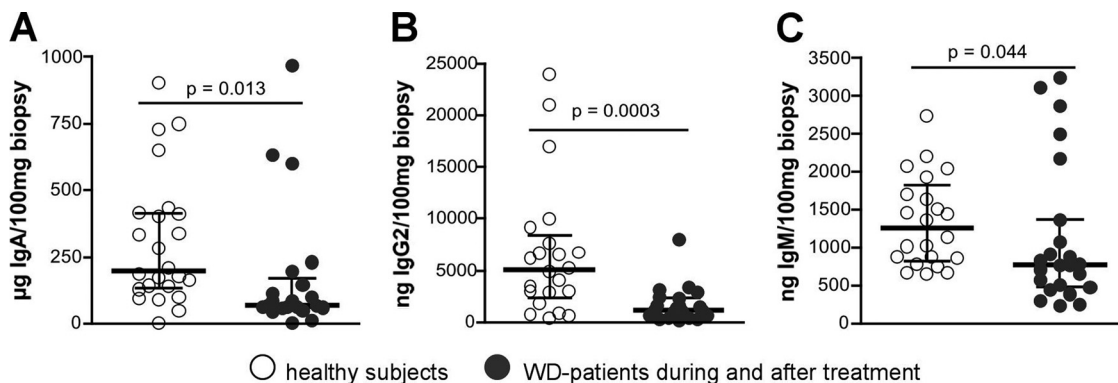 A
µg IgA/100mg biopsy
1000
750
500
250
0
p = 0.013
B
ng IgG2/100mg biopsy
25000
20000
15000
10000
5000
0
p = 0.0003
C
ng IgM/100mg biopsy
3500
3000
2500
2000
1500
1000
500
0
p = 0.044
healthy subjects
WD-patients during and after treatment